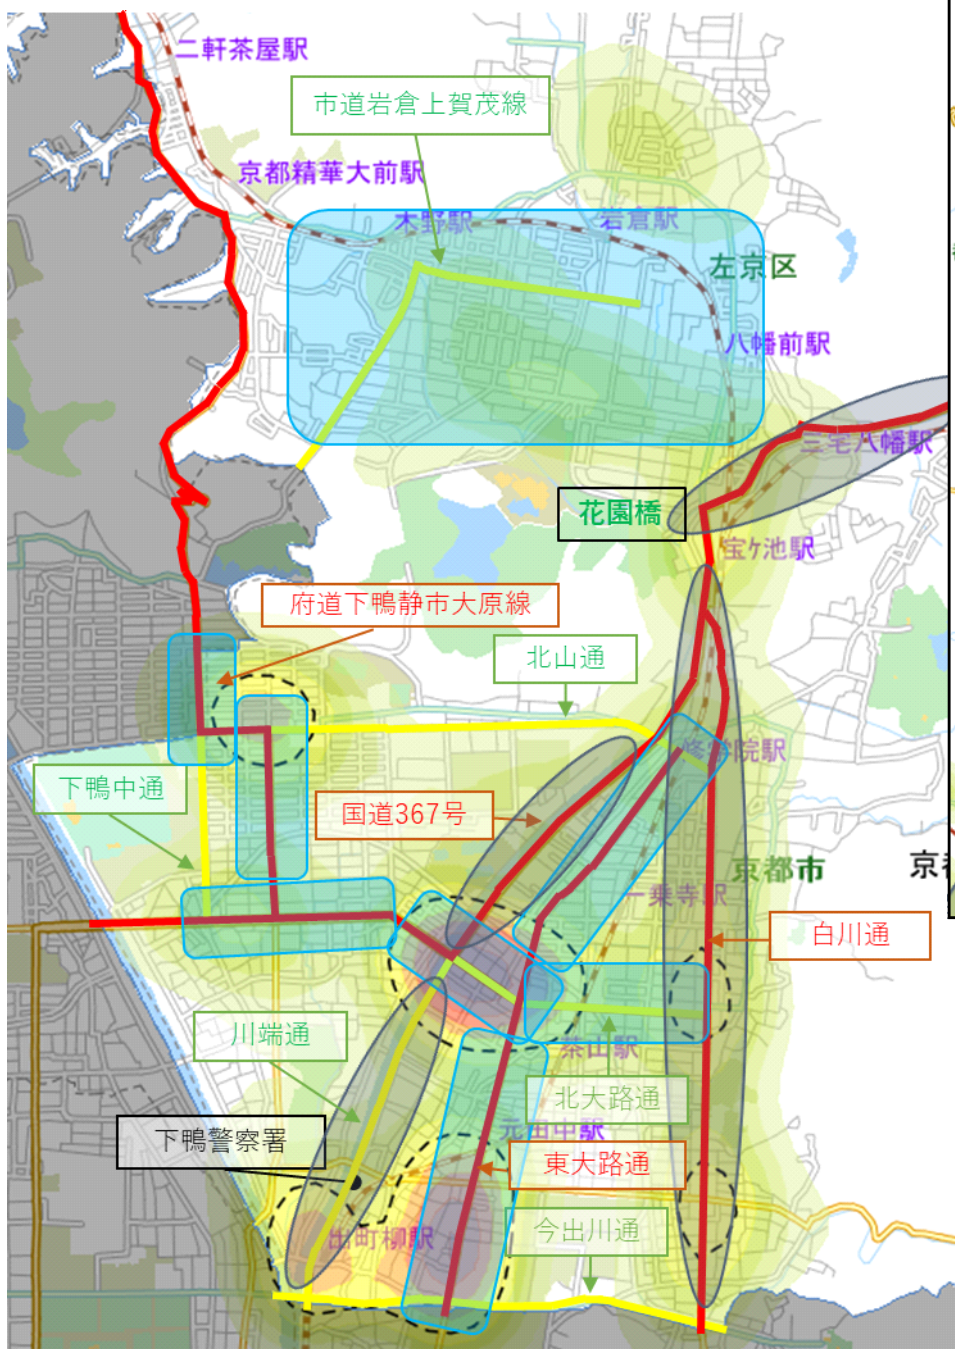 二軒茶屋駅
市道岩倉上賀茂線
京都精華大前駅
木野駅
岩倉駅
左京区
八幡前駅
三宅八幡駅
花園橋
宝ケ池駅
府道下鴨静市大原線
北山通
修学院駅
下鴨中通
国道367号
京都市
一乗寺駅
白川通
川端通
茶山駅
北大路通
下鴨警察署
元田中駅
東大路通
今出川通
出町柳駅